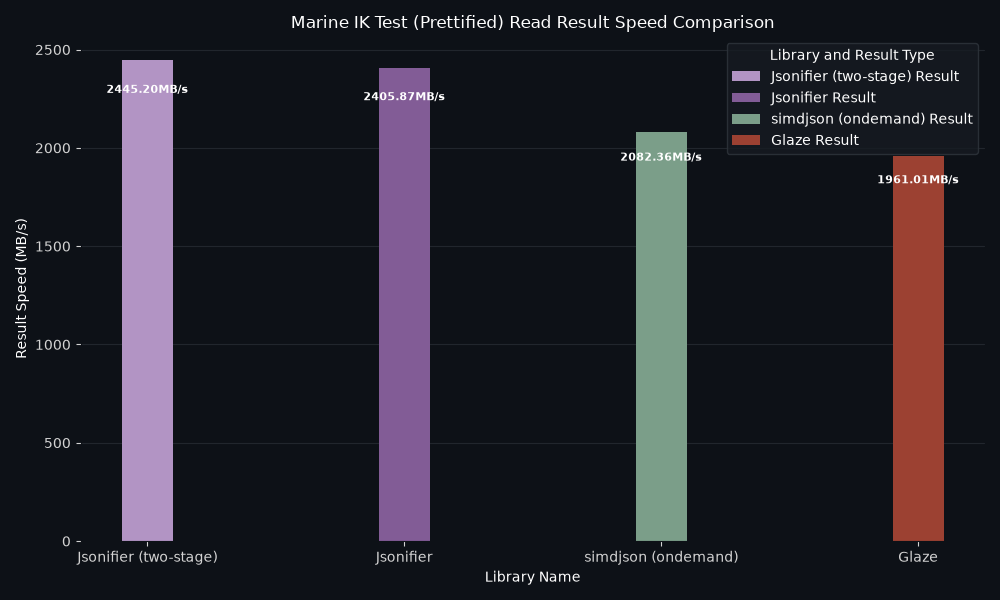 Marine IK Test (Prettified) Read Result Speed Comparison
Library and Result Type
Jsonifier (two-stage) Result
Jsonifier Result
simdjson (ondemand) Result
Glaze Result
Result Speed (MB/s)
2500
2000
1500
1000
500
0
2445.20MB/s
2405.87MB/s
2082.36MB/s
1961.01MB/s
Jsonifier (two-stage)
Jsonifier
simdjson (ondemand)
Glaze
Library Name